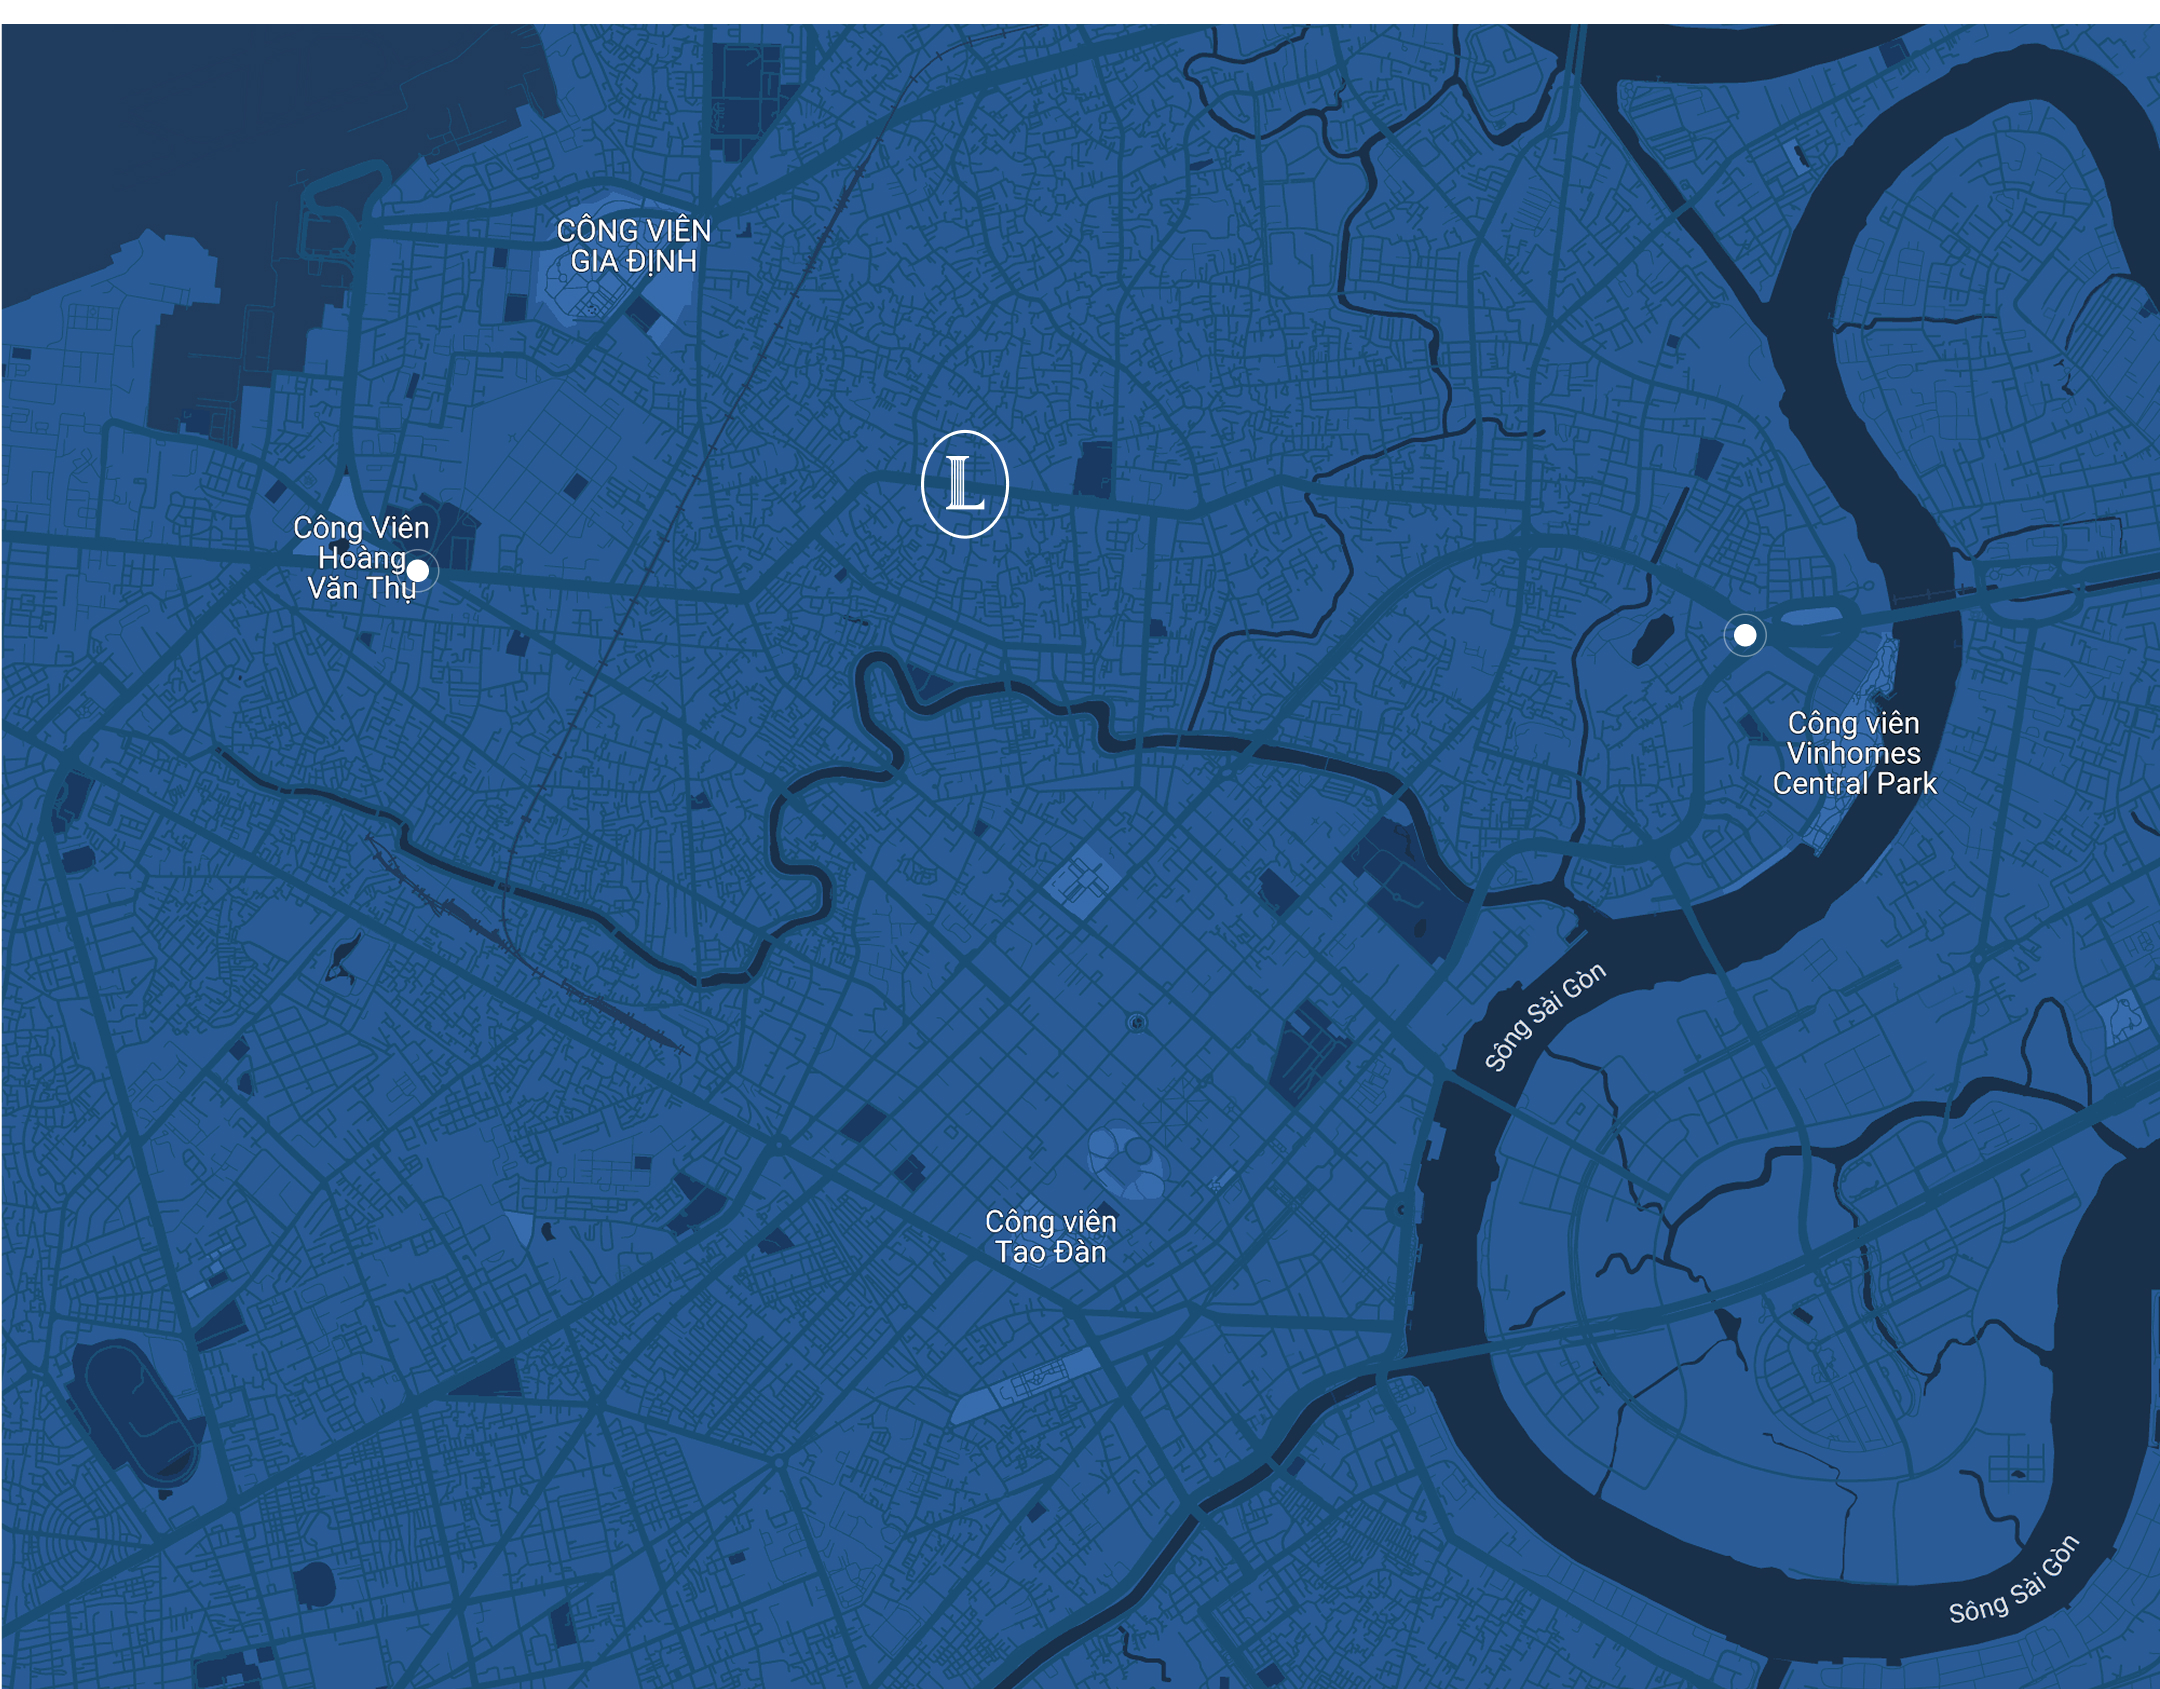 CÔNG VIÊN
GIA ĐỊNH
L
Công Viên
Hoàng
Văn Thụ
Công viên
Vinhomes
Central Park
Sông Sài Gòn
Công viên
Tao Đàn
Sông Sài Gòn